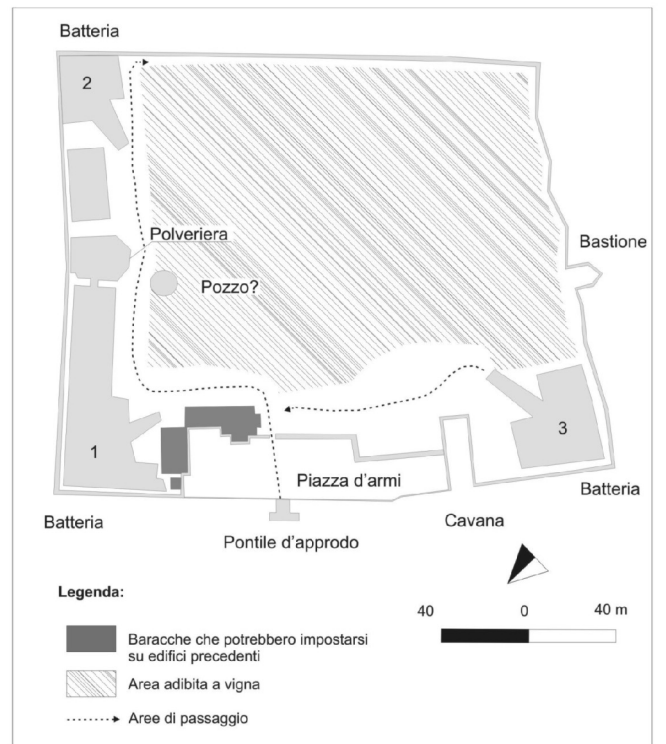 Batteria
2
Polveriera
Pozzo?
Bastione
1
3
Piazza d'armi
Batteria
Batteria
Cavana
Pontile d'approdo
Legenda:
40 0 40 m
Baracche che potrebbero impostarsi
su edifici precedenti
Area adibita a vigna
Aree di passaggio